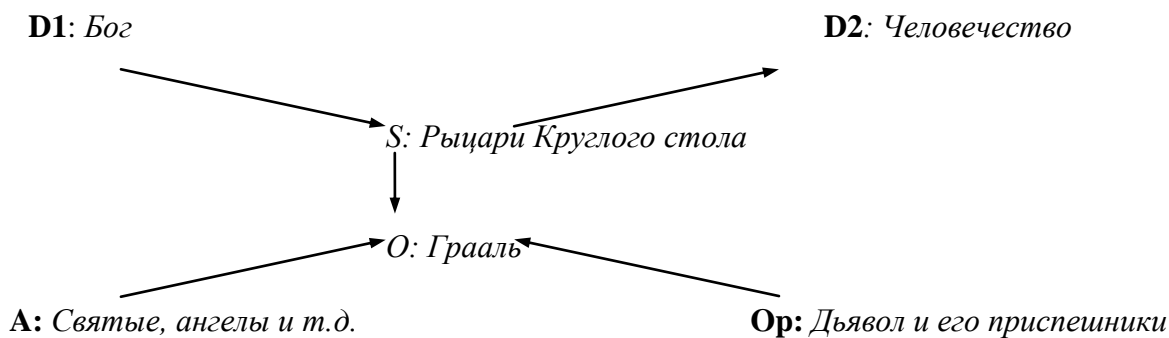 D1: Бог
D2: Человечество
S: Рыцари Круглого стола
O: Грааль
A: Святые, ангелы и т.д.
Op: Дьявол и его приспешники